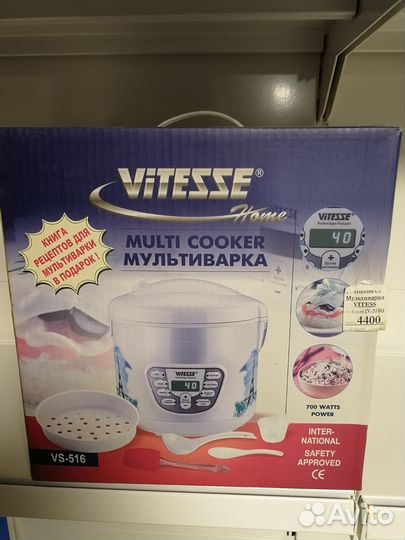 ViTESSE®
Home
MULTI COOKER
МУЛЬТИВАРКА
КНИГА
РЕЦЕПТОВ ДЛЯ
МУЛЬТИВАРКИ
В ПОДАРОК!
ViTESSE
40
Мультиварка
VITESS
4400
ViTESSE
40
700 WATTS
POWER
INTER-
NATIONAL
SAFETY
APPROVED
CE
VS-516
Avito